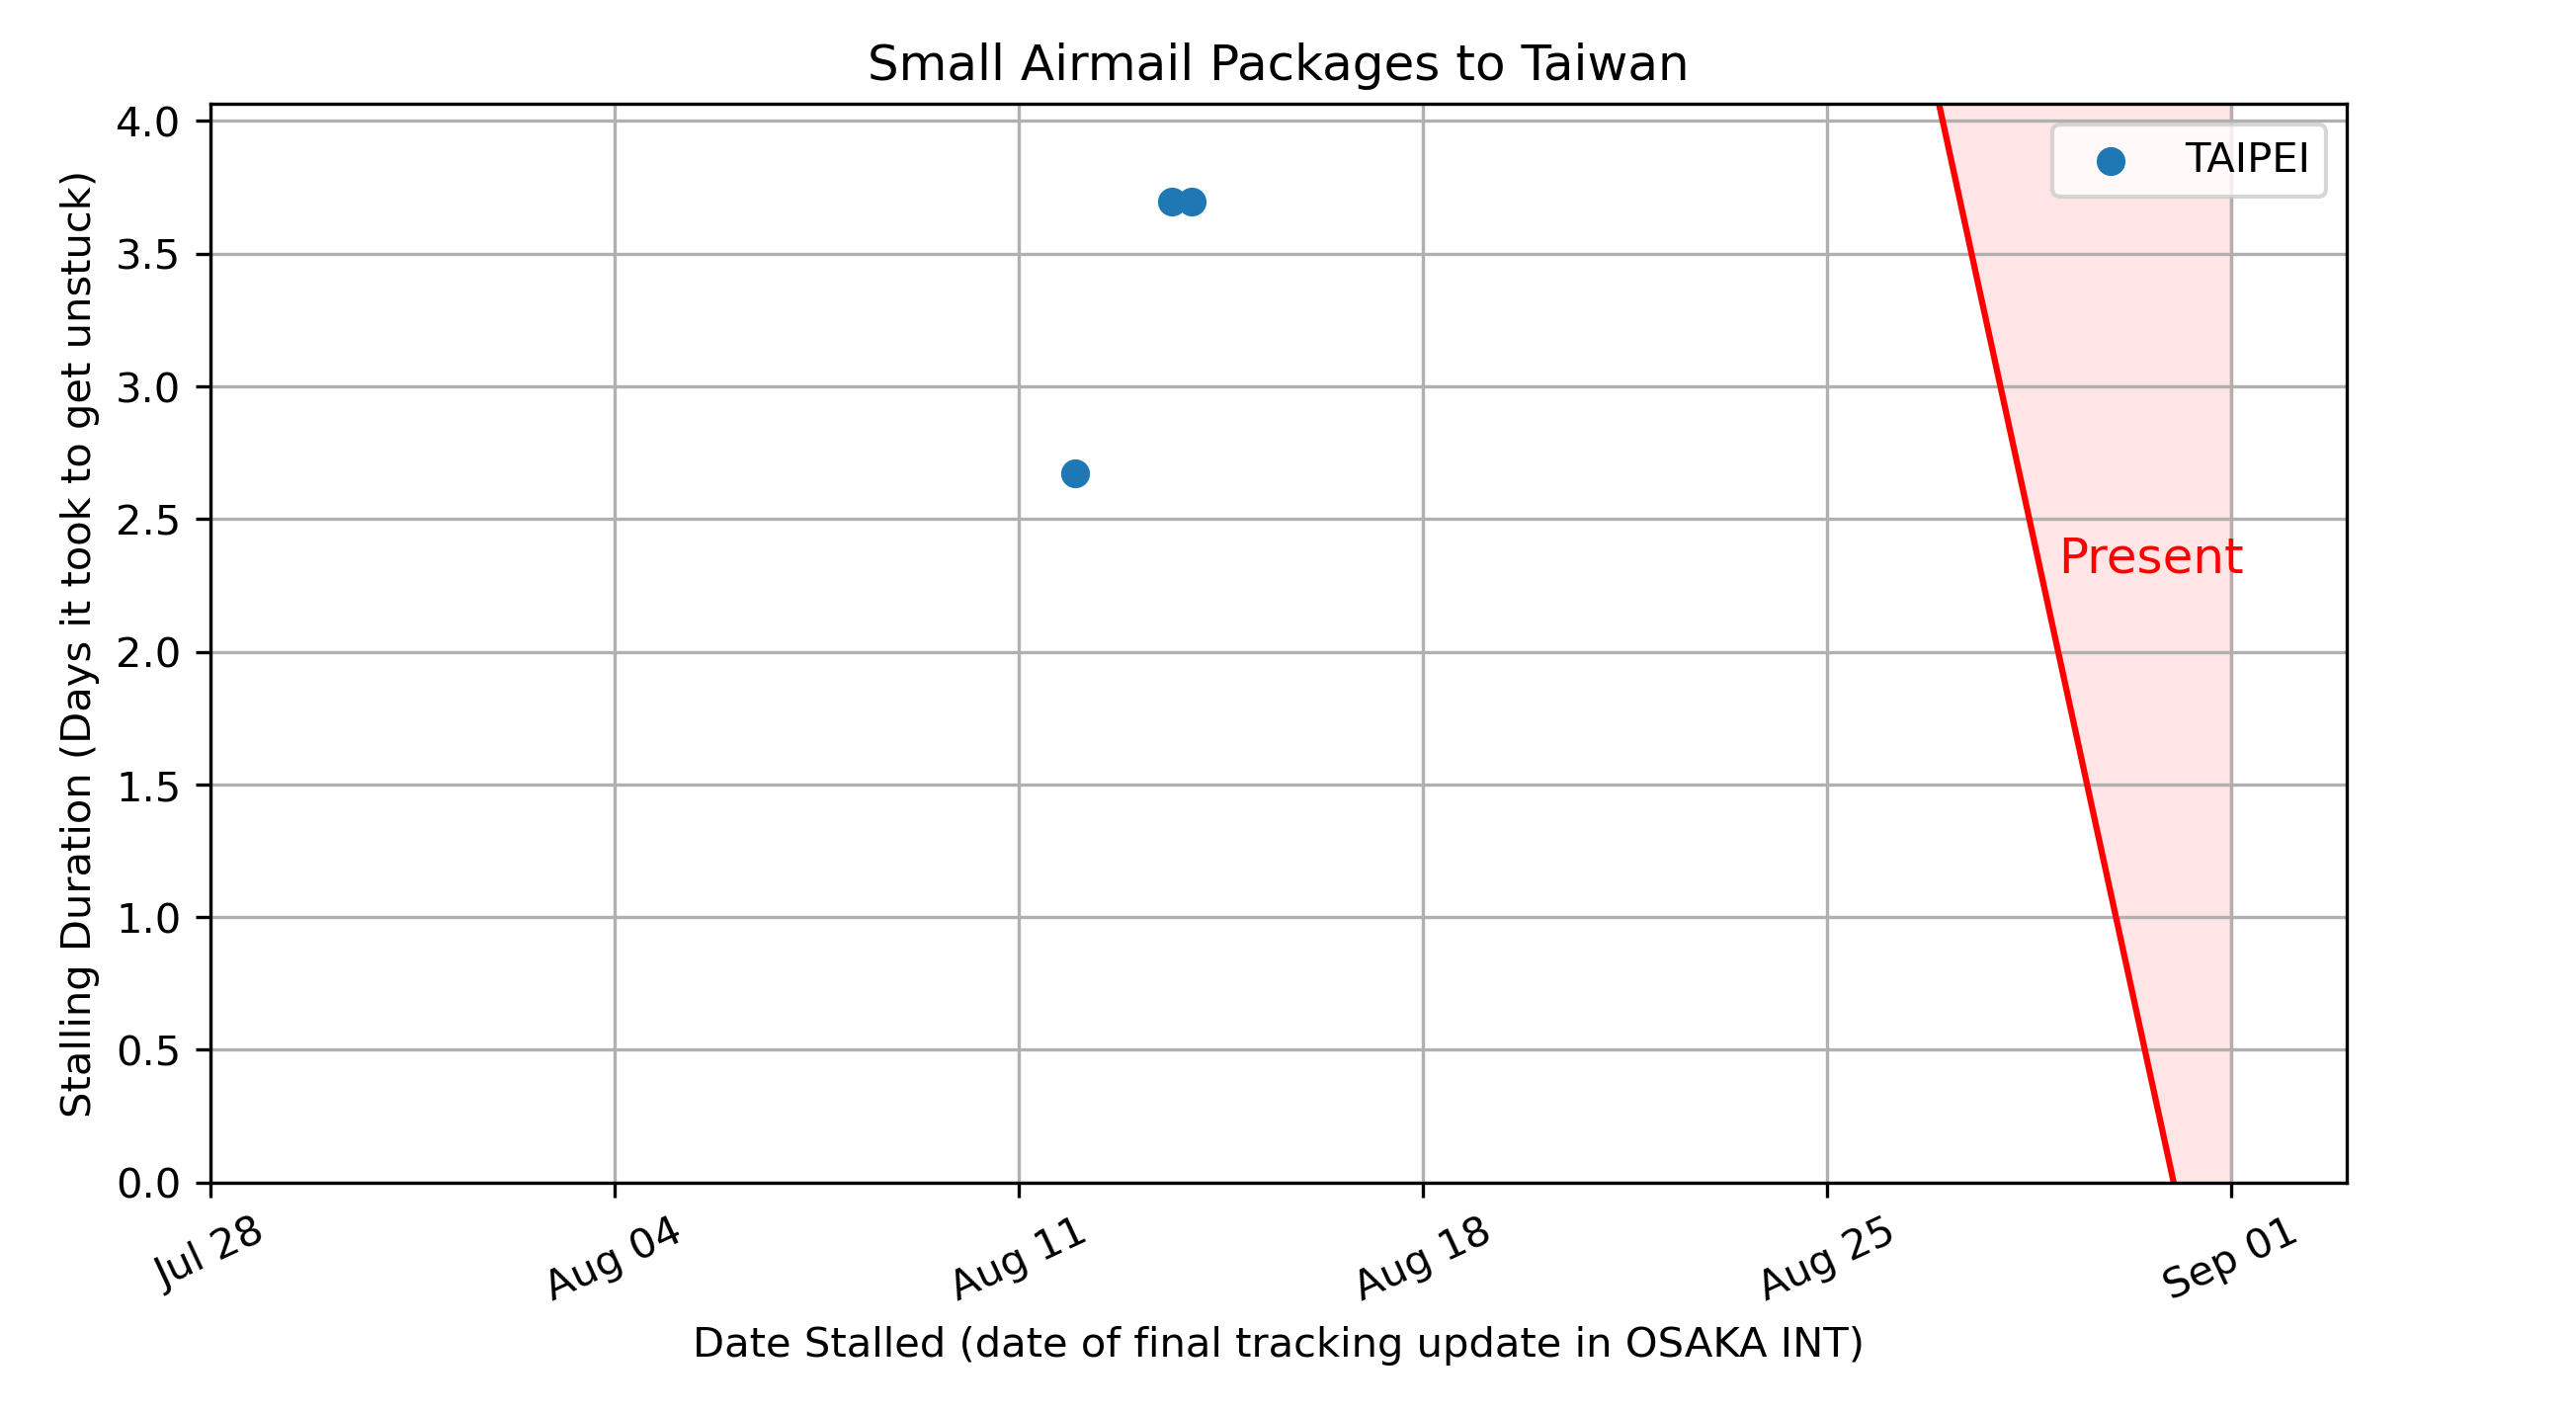 Small Airmail Packages to Taiwan
TAIPEI
Present
Stalling Duration (Days it took to get unstuck)
4.0
3.5
3.0
2.5
2.0
1.5
1.0
0.5
0.0
Jul 28
Aug 04
Aug 11
Aug 18
Aug 25
Sep 01
Date Stalled (date of final tracking update in OSAKA INT)